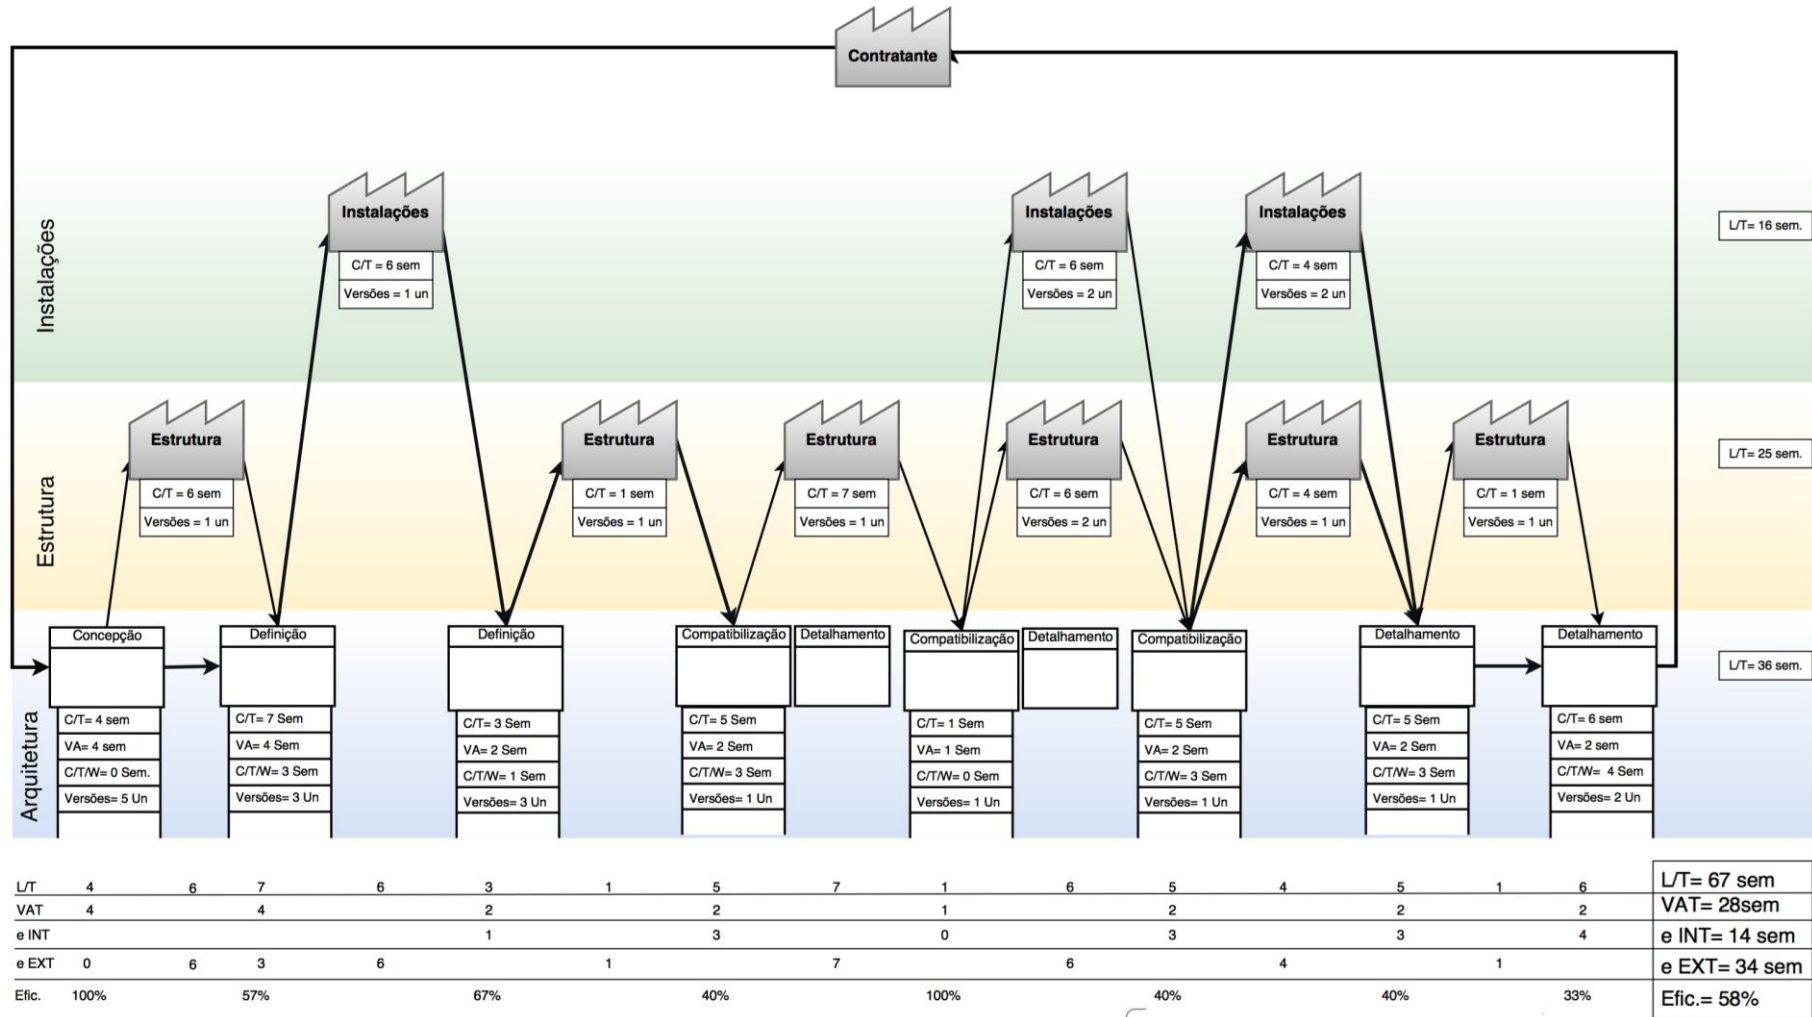 Contratante
Instalações
Instalações
Instalações
Instalações
C/T = 6 sem
Versões = 1 un
C/T = 6 sem
Versões = 2 un
C/T = 4 sem
Versões = 2 un
L/T= 16 sem.
Estrutura
Estrutura
Estrutura
Estrutura
Estrutura
Estrutura
Estrutura
C/T = 6 sem
Versões = 1 un
C/T = 1 sem
Versões = 1 un
C/T = 7 sem
Versões = 1 un
C/T = 6 sem
Versões = 2 un
C/T = 4 sem
Versões = 1 un
C/T = 1 sem
Versões = 1 un
L/T= 25 sem.
Arquitetura
Concepção
C/T= 4 sem
VA= 4 sem
C/T/W= 0 Sem.
Versões= 5 Un
Definição
C/T= 7 Sem
VA= 4 Sem
C/T/W= 3 Sem
Versões= 3 Un
Definição
C/T= 3 Sem
VA= 2 Sem
C/T/W= 1 Sem
Versões= 3 Un
Compatibilização
C/T= 5 Sem
VA= 2 Sem
C/T/W= 3 Sem
Versões= 1 Un
Detalhamento
Compatibilização
C/T= 1 Sem
VA= 1 Sem
C/T/W= 0 Sem
Versões= 1 Un
Detalhamento
Compatibilização
C/T= 5 Sem
VA= 2 Sem
C/T/W= 3 Sem
Versões= 1 Un
Detalhamento
C/T= 5 Sem
VA= 2 Sem
C/T/W= 3 Sem
Versões= 1 Un
Detalhamento
C/T= 6 sem
VA= 2 sem
C/T/W= 4 Sem
Versões= 2 Un
L/T= 36 sem.
L/T 4 6 7 6 3 1 5 7 1 6 5 4 5 1 6 L/T= 67 sem
VAT 4 4 2 2 1 2 2 2 VAT= 28sem
e INT 1 3 0 3 3 4 e INT= 14 sem
e EXT 0 6 3 6 1 7 6 4 1 e EXT= 34 sem
Efic. 100% 57% 67% 40% 100% 40% 40% 33% Efic.= 58%